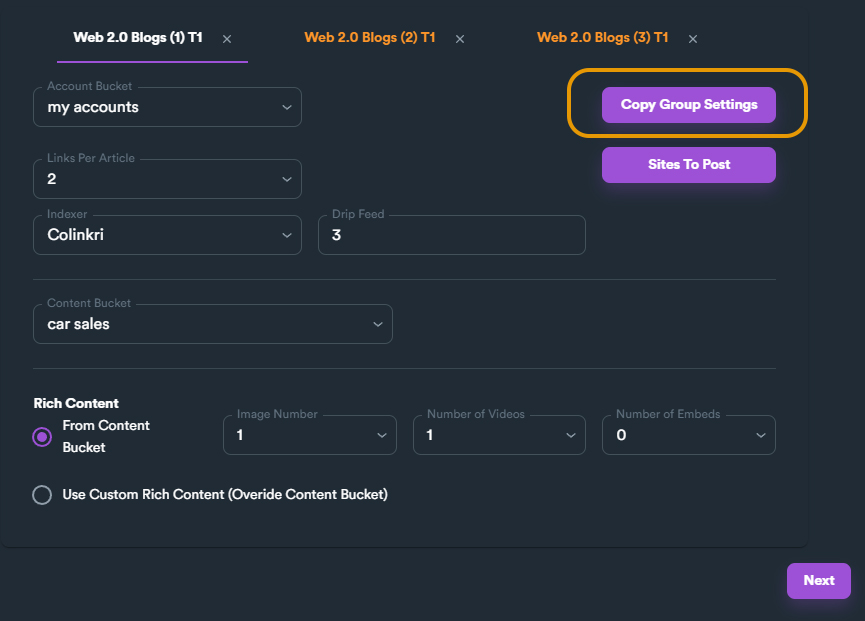 Web 2.0 Blogs (1) T1 ×
Web 2.0 Blogs (2) T1 ×
Web 2.0 Blogs (3) T1 ×
Account Bucket
my accounts
Copy Group Settings
Links Per Article
2
Sites To Post
Indexer
Colinkri
Drip Feed
3
Content Bucket
car sales
Rich Content
From Content
Bucket
Image Number
1
Number of Videos
1
Number of Embeds
0
Use Custom Rich Content (Overide Content Bucket)
Next